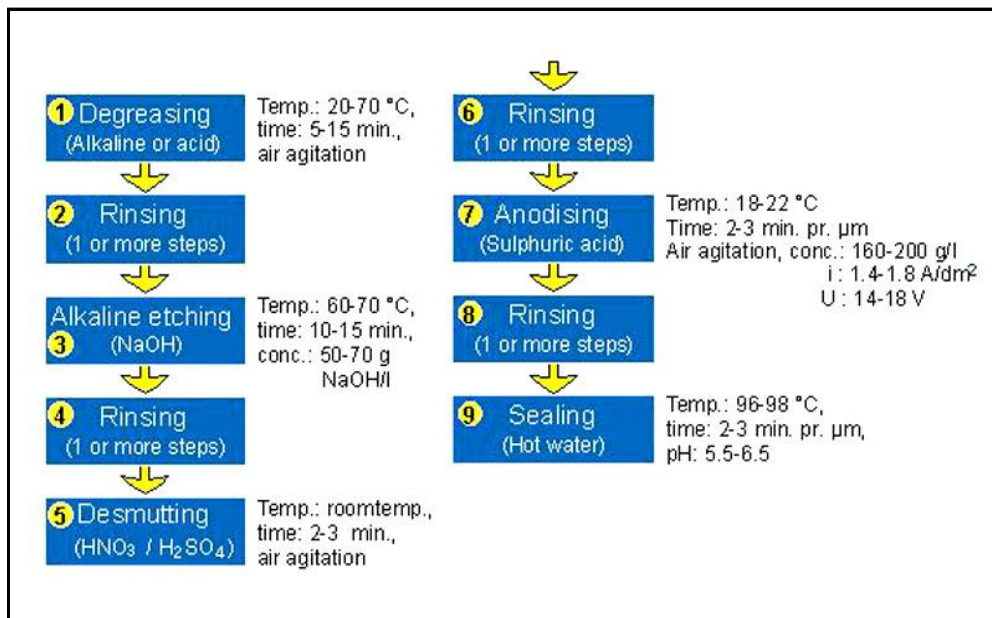 1 Degreasing
(Alkaline or acid)
Temp.: 20-70 °C,
time: 5-15 min.,
air agitation
2 Rinsing
(1 or more steps)
Alkaline etching
3 (NaOH)
Temp.: 60-70 °C,
time: 10-15 min.,
conc.: 50-70 g
NaOH/l
4 Rinsing
(1 or more steps)
5 Desmutting
(HNO₃ / H₂SO₄)
Temp.: roomtemp.,
time: 2-3 min.,
air agitation
6 Rinsing
(1 or more steps)
7 Anodising
(Sulphuric acid)
Temp.: 18-22 °C
Time: 2-3 min. pr. µm
Air agitation, conc.: 160-200 g/l
i : 1.4-1.8 A/dm²
U : 14-18 V
8 Rinsing
(1 or more steps)
9 Sealing
(Hot water)
Temp.: 96-98 °C,
time: 2-3 min. pr. µm,
pH: 5.5-6.5